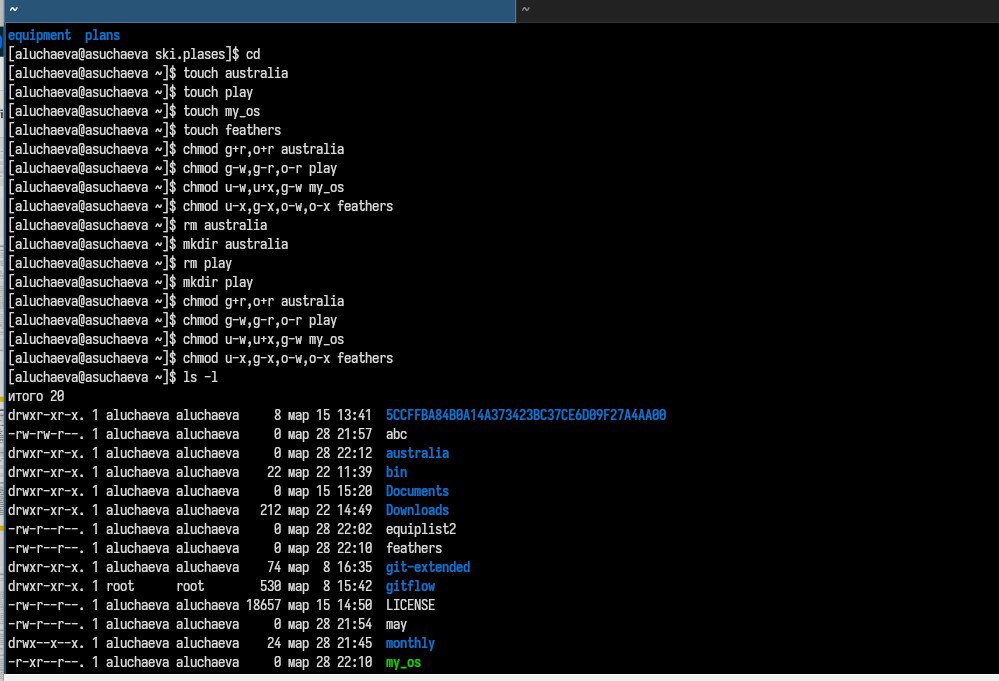 ~ ~
equipment  plans
[aluchaeva@asuchaeva ski.plases]$ cd
[aluchaeva@asuchaeva ~]$ touch australia
[aluchaeva@asuchaeva ~]$ touch play
[aluchaeva@asuchaeva ~]$ touch my_os
[aluchaeva@asuchaeva ~]$ touch feathers
[aluchaeva@asuchaeva ~]$ chmod g+r,o+r australia
[aluchaeva@asuchaeva ~]$ chmod g-w,g-r,o-r play
[aluchaeva@asuchaeva ~]$ chmod u-w,u+x,g-w my_os
[aluchaeva@asuchaeva ~]$ chmod u-x,g-x,o-w,o-x feathers
[aluchaeva@asuchaeva ~]$ rm australia
[aluchaeva@asuchaeva ~]$ mkdir australia
[aluchaeva@asuchaeva ~]$ rm play
[aluchaeva@asuchaeva ~]$ mkdir play
[aluchaeva@asuchaeva ~]$ chmod g+r,o+r australia
[aluchaeva@asuchaeva ~]$ chmod g-w,g-r,o-r play
[aluchaeva@asuchaeva ~]$ chmod u-w,u+x,g-w my_os
[aluchaeva@asuchaeva ~]$ chmod u-x,g-x,o-w,o-x feathers
[aluchaeva@asuchaeva ~]$ ls -l
итого 20
drwxr-xr-x. 1 aluchaeva aluchaeva     8 мар 15 13:41  5CCFFBA84B0A14A373423BC37CE6D09F27A4AA00
-rw-rw-r--. 1 aluchaeva aluchaeva     0 мар 28 21:57  abc
drwxr-xr-x. 1 aluchaeva aluchaeva     0 мар 28 22:12  australia
drwxr-xr-x. 1 aluchaeva aluchaeva    22 мар 22 11:39  bin
drwxr-xr-x. 1 aluchaeva aluchaeva     0 мар 15 15:20  Documents
drwxr-xr-x. 1 aluchaeva aluchaeva   212 мар 22 14:49  Downloads
-rw-r--r--. 1 aluchaeva aluchaeva     0 мар 28 22:02  equiplist2
-rw-r--r--. 1 aluchaeva aluchaeva     0 мар 28 22:10  feathers
drwxr-xr-x. 1 aluchaeva aluchaeva    74 мар  8 16:35  git-extended
drwxr-xr-x. 1 root      root        530 мар  8 15:42  gitflow
-rw-r--r--. 1 aluchaeva aluchaeva 18657 мар 15 14:50  LICENSE
-rw-r--r--. 1 aluchaeva aluchaeva     0 мар 28 21:54  may
drwx--x--x. 1 aluchaeva aluchaeva    24 мар 28 21:45  monthly
-r-xr--r--. 1 aluchaeva aluchaeva     0 мар 28 22:10  my_os